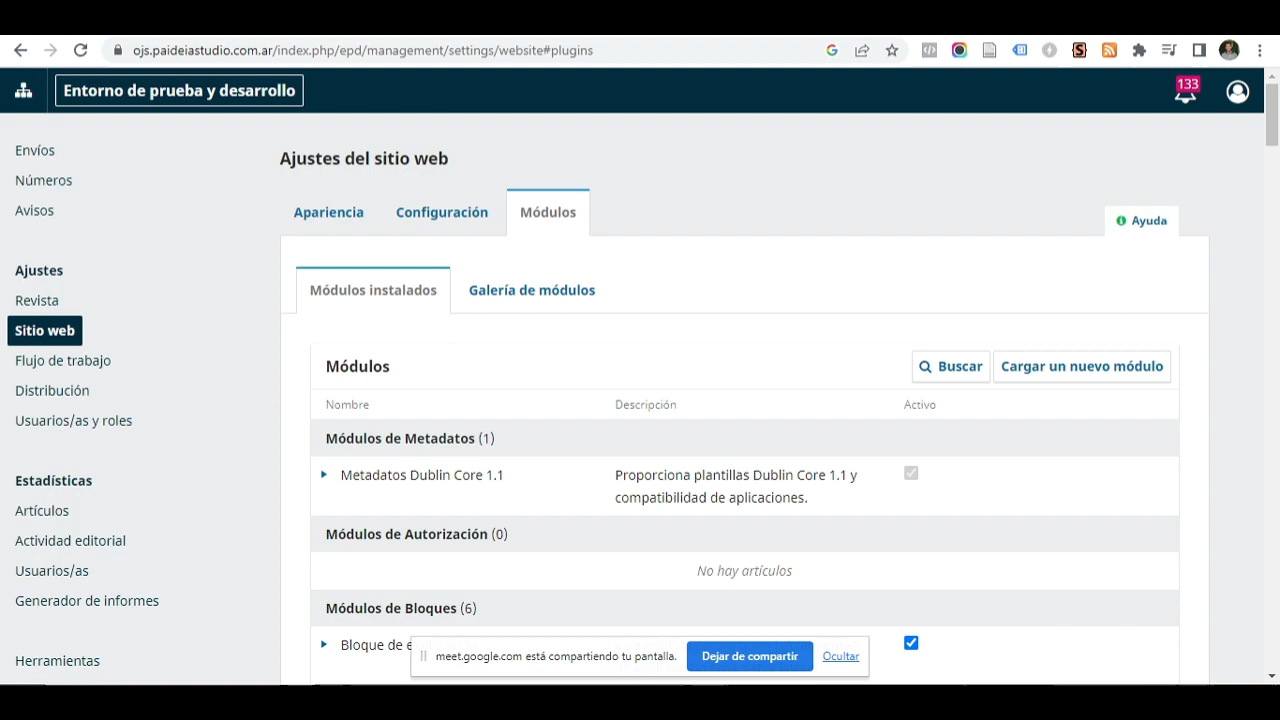 ojs.paideiastudio.com.ar/index.php/epd/management/settings/website#plugins
Entorno de prueba y desarrollo
133
Envíos
Números
Avisos
Ajustes
Revista
Sitio web
Flujo de trabajo
Distribución
Usuarios/as y roles
Estadísticas
Artículos
Actividad editorial
Usuarios/as
Generador de informes
Herramientas
Ajustes del sitio web
Apariencia Configuración Módulos
Ayuda
Módulos instalados Galería de módulos
Módulos Buscar Cargar un nuevo módulo
Nombre Descripción Activo
Módulos de Metadatos (1)
Metadatos Dublin Core 1.1 Proporciona plantillas Dublin Core 1.1 y
compatibilidad de aplicaciones.
Módulos de Autorización (0)
No hay artículos
Módulos de Bloques (6)
Bloque de
meet.google.com está compartiendo tu pantalla. Dejar de compartir Ocultar